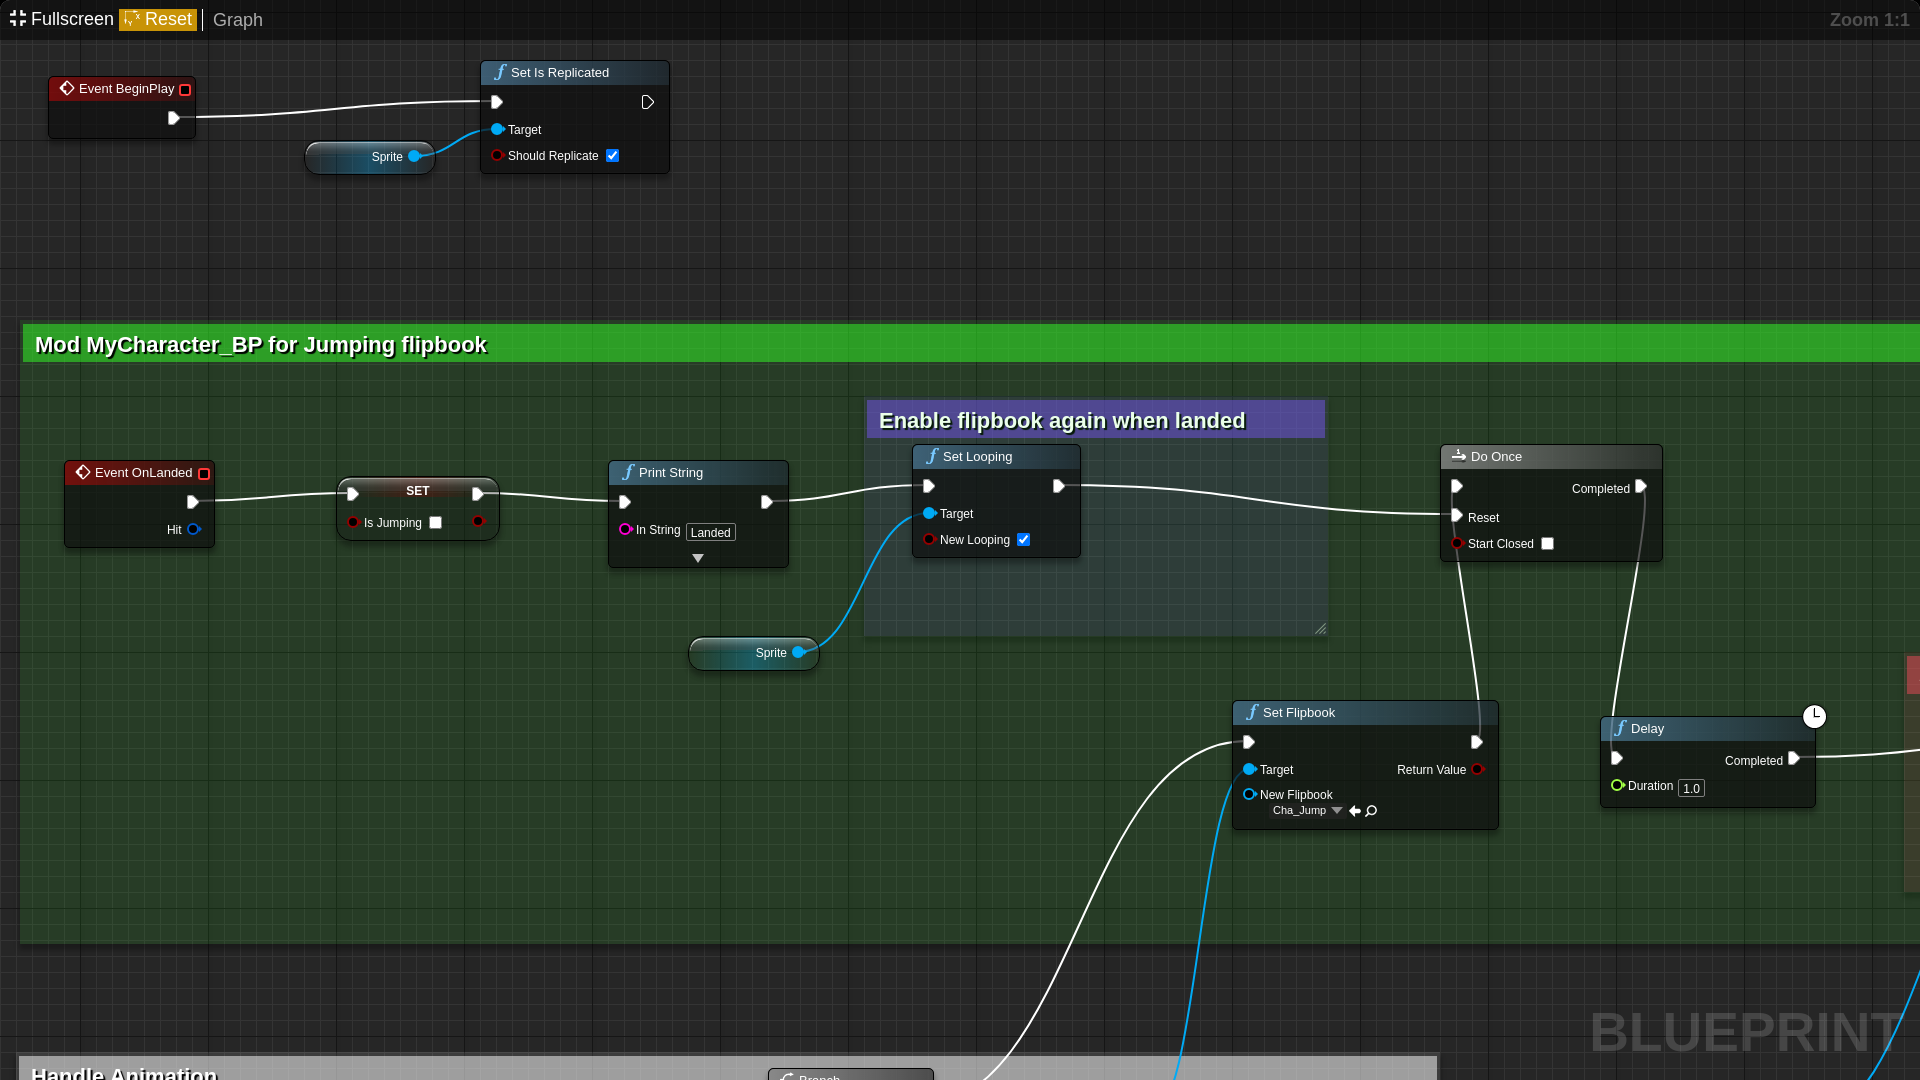 Fullscreen Reset Graph Zoom 1:1
Event BeginPlay
Set Is Replicated
Target
Should Replicate
Sprite
Mod MyCharacter_BP for Jumping flipbook
Enable flipbook again when landed
Event OnLanded
Hit
SET
Is Jumping
Print String
In String Landed
Set Looping
Target
New Looping
Do Once
Completed
Reset
Start Closed
Sprite
Set Flipbook
Target Return Value
New Flipbook
Cha_Jump
Delay
Completed
Duration 1.0
BLUEPRINT
Handle Animation
Branch